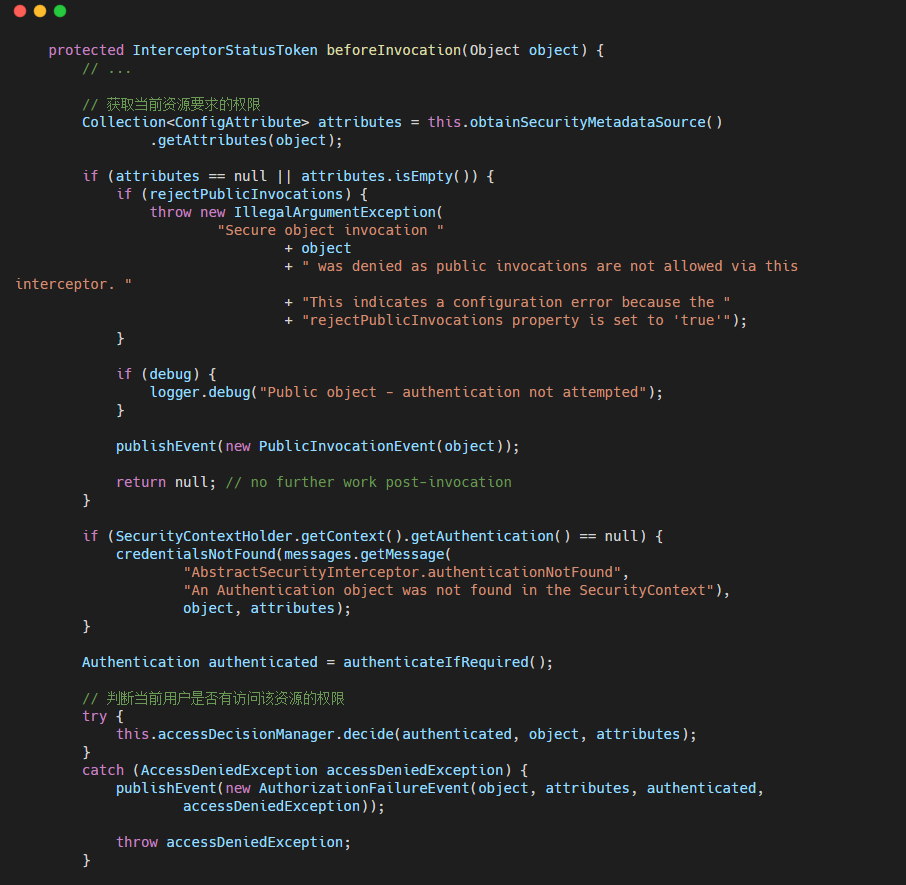 protected InterceptorStatusToken beforeInvocation(Object object) {
// ...
// 获取当前资源要求的权限
Collection<ConfigAttribute> attributes = this.obtainSecurityMetadataSource()
.getAttributes(object);
if (attributes == null || attributes.isEmpty()) {
if (rejectPublicInvocations) {
throw new IllegalArgumentException(
"Secure object invocation "
+ object
+ " was denied as public invocations are not allowed via this
interceptor. "
+ "This indicates a configuration error because the "
+ "rejectPublicInvocations property is set to 'true'");
}
if (debug) {
logger.debug("Public object - authentication not attempted");
}
publishEvent(new PublicInvocationEvent(object));
return null; // no further work post-invocation
}
if (SecurityContextHolder.getContext().getAuthentication() == null) {
credentialsNotFound(messages.getMessage(
"AbstractSecurityInterceptor.authenticationNotFound",
"An Authentication object was not found in the SecurityContext"),
object, attributes);
}
Authentication authenticated = authenticateIfRequired();
// 判断当前用户是否有访问该资源的权限
try {
this.accessDecisionManager.decide(authenticated, object, attributes);
}
catch (AccessDeniedException accessDeniedException) {
publishEvent(new AuthorizationFailureEvent(object, attributes, authenticated,
accessDeniedException));
throw accessDeniedException;
}